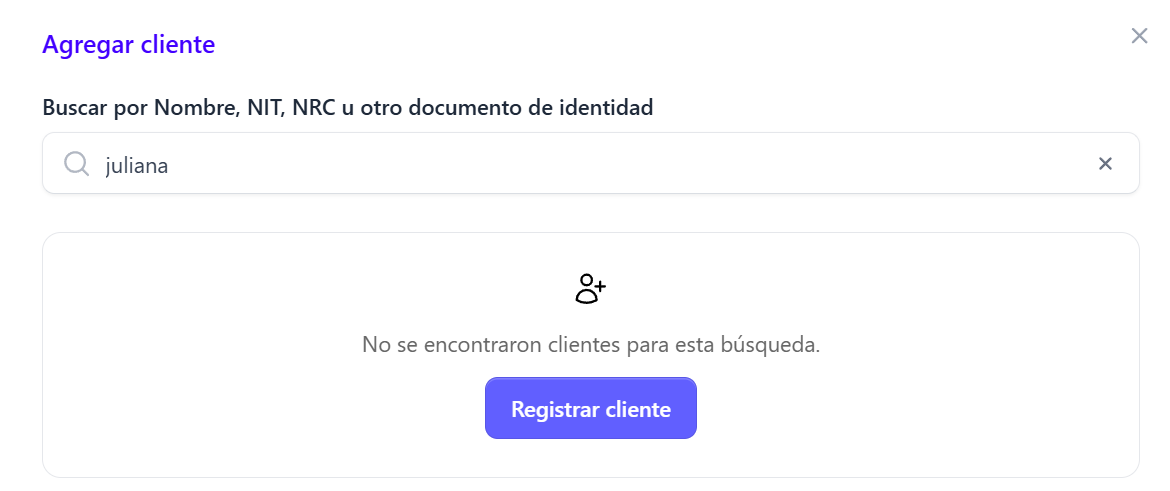 Agregar cliente
Buscar por Nombre, NIT, NRC u otro documento de identidad
juliana
No se encontraron clientes para esta búsqueda.
Registrar cliente